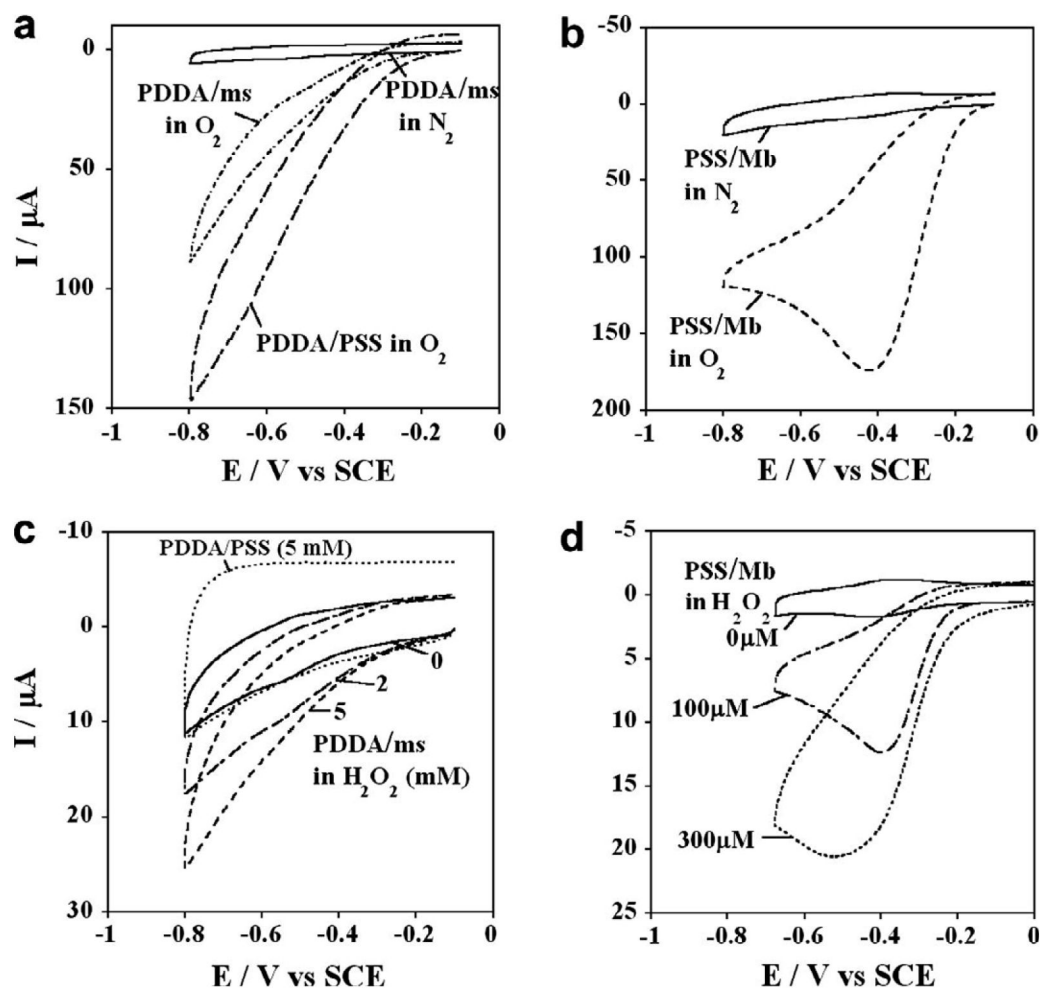 a
0
50
100
150
I / μA
PDDA/ms
in O₂
PDDA/ms
in N₂
PDDA/PSS in O₂
-1
-0.8
-0.6
-0.4
-0.2
0
E / V vs SCE
b
-50
0
50
100
150
200
PSS/Mb
in N₂
PSS/Mb
in O₂
-1
-0.8
-0.6
-0.4
-0.2
0
E / V vs SCE
c
-10
0
10
20
30
I / μA
PDDA/PSS (5 mM)
0
2
5
PDDA/ms
in H₂O₂ (mM)
-1
-0.8
-0.6
-0.4
-0.2
0
E / V vs SCE
d
-5
0
5
10
15
20
25
PSS/Mb
in H₂O₂
0μM
100μM
300μM
-1
-0.8
-0.6
-0.4
-0.2
0
E / V vs SCE